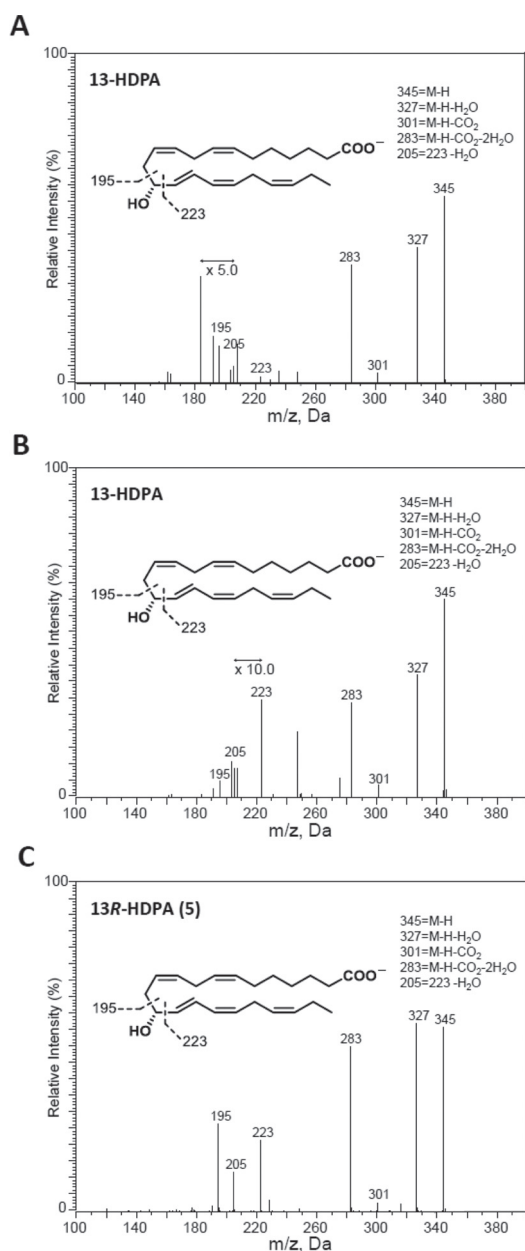 A
100
13-HDPA
345=M-H
327=M-H-H₂O
301=M-H-CO₂
283=M-H-CO₂-2H₂O
205=223 -H₂O
COO⁻
195
HO
223
345
327
283
x 5.0
195
205
223
301
Relative Intensity (%)
0
100 140 180 220 260 300 340 380
m/z, Da
B
100
13-HDPA
345=M-H
327=M-H-H₂O
301=M-H-CO₂
283=M-H-CO₂-2H₂O
205=223 -H₂O
COO⁻
195
HO
223
345
327
x 10.0
223
283
205
195
301
Relative Intensity (%)
0
100 140 180 220 260 300 340 380
m/z, Da
C
100
13R-HDPA (5)
345=M-H
327=M-H-H₂O
301=M-H-CO₂
283=M-H-CO₂-2H₂O
205=223 -H₂O
COO⁻
195
HO
223
327
345
283
195
223
205
301
Relative Intensity (%)
0
100 140 180 220 260 300 340 380
m/z, Da